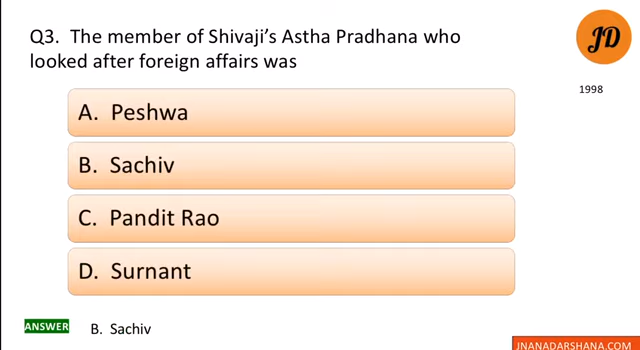 Q3. The member of Shivaji's Astha Pradhana who
looked after foreign affairs was
JD
1998
A. Peshwa
B. Sachiv
C. Pandit Rao
D. Surnant
ANSWER
B. Sachiv
JNANADARSHANA.COM